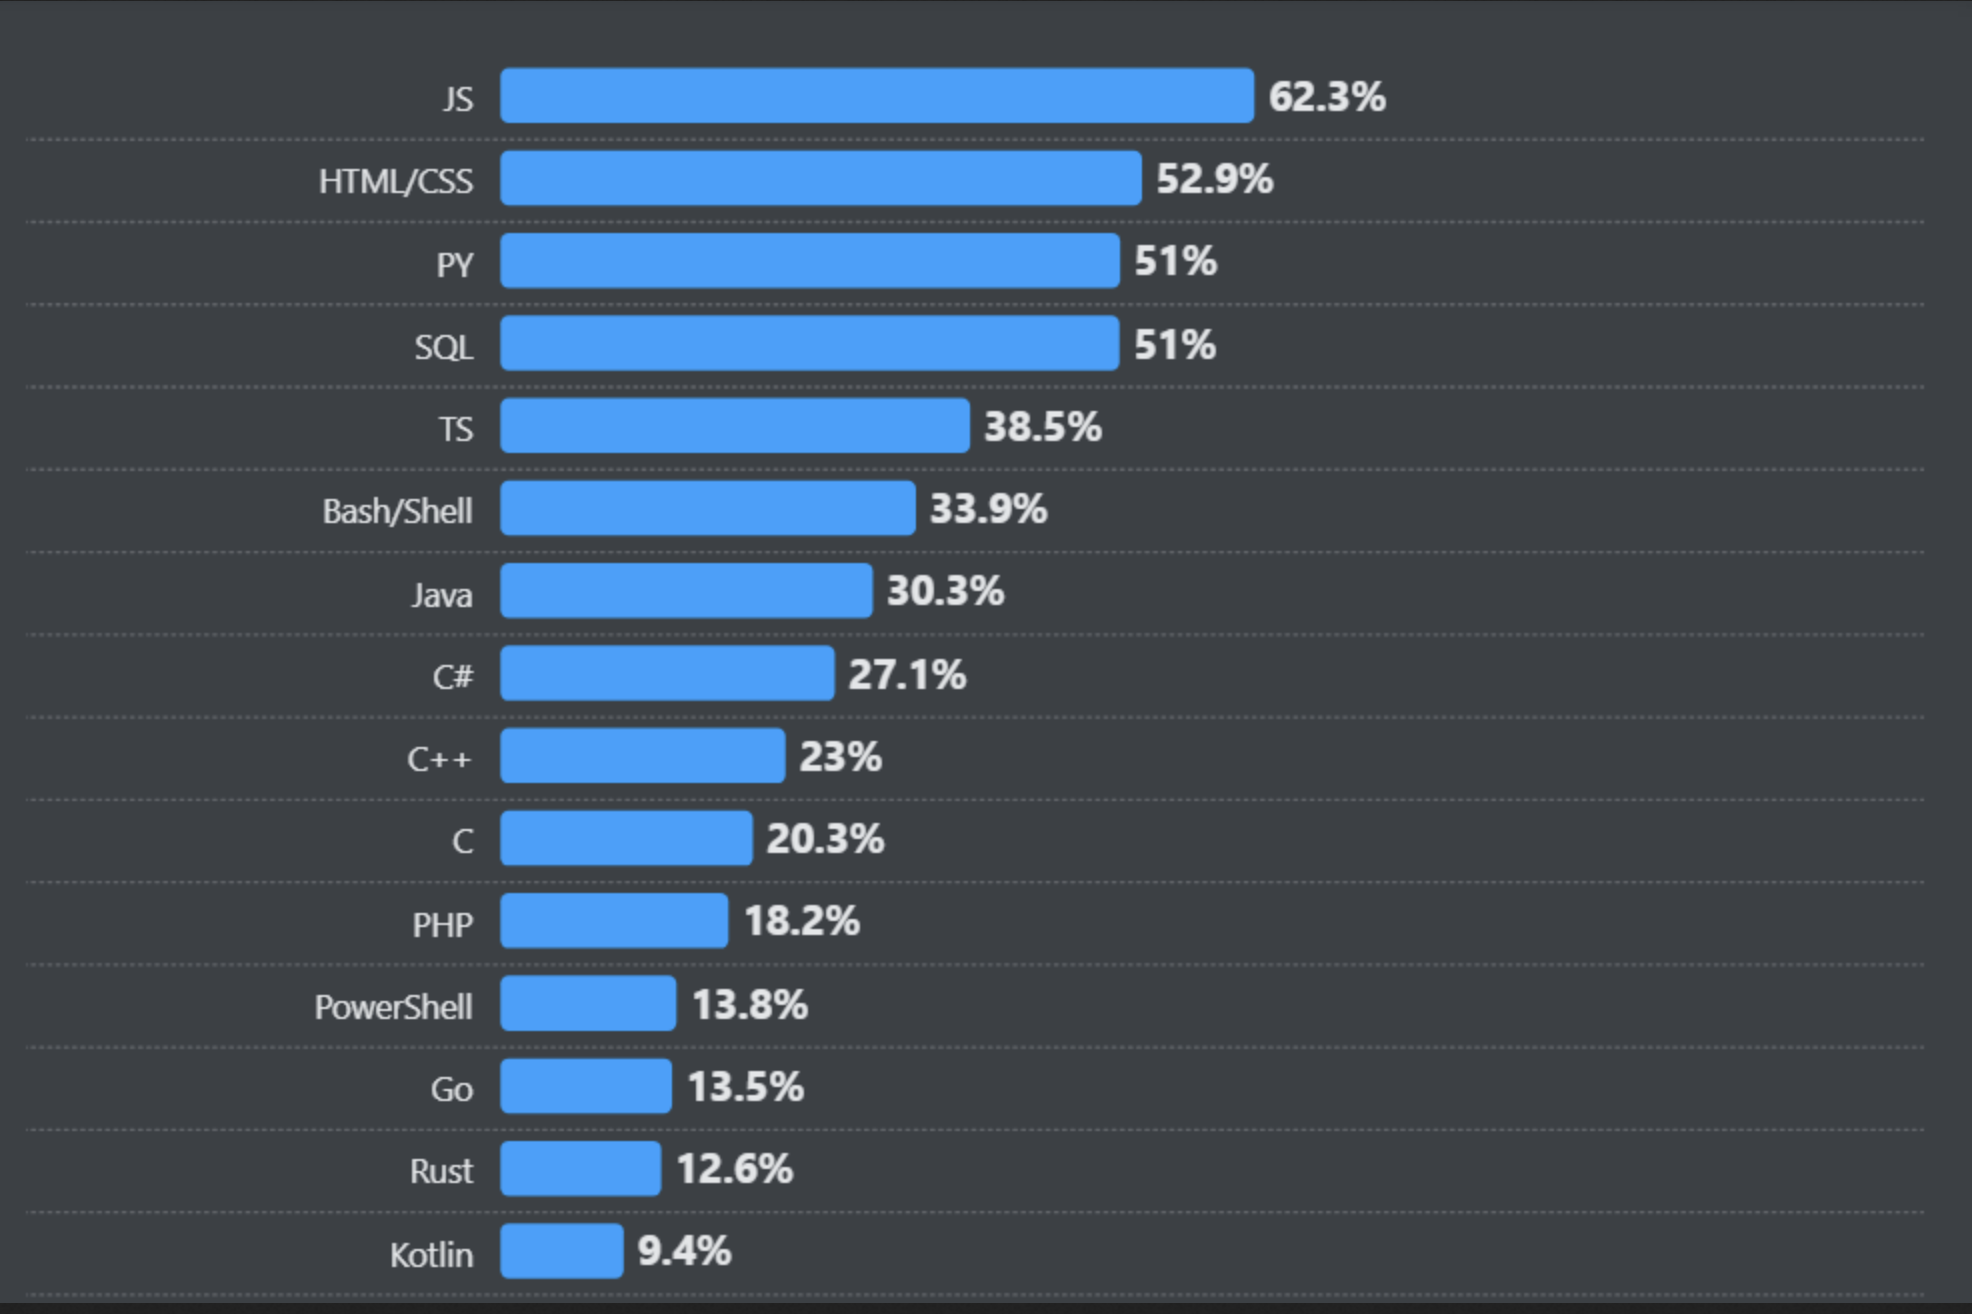 JS 62.3%
HTML/CSS 52.9%
PY 51%
SQL 51%
TS 38.5%
Bash/Shell 33.9%
Java 30.3%
C# 27.1%
C++ 23%
C 20.3%
PHP 18.2%
PowerShell 13.8%
Go 13.5%
Rust 12.6%
Kotlin 9.4%